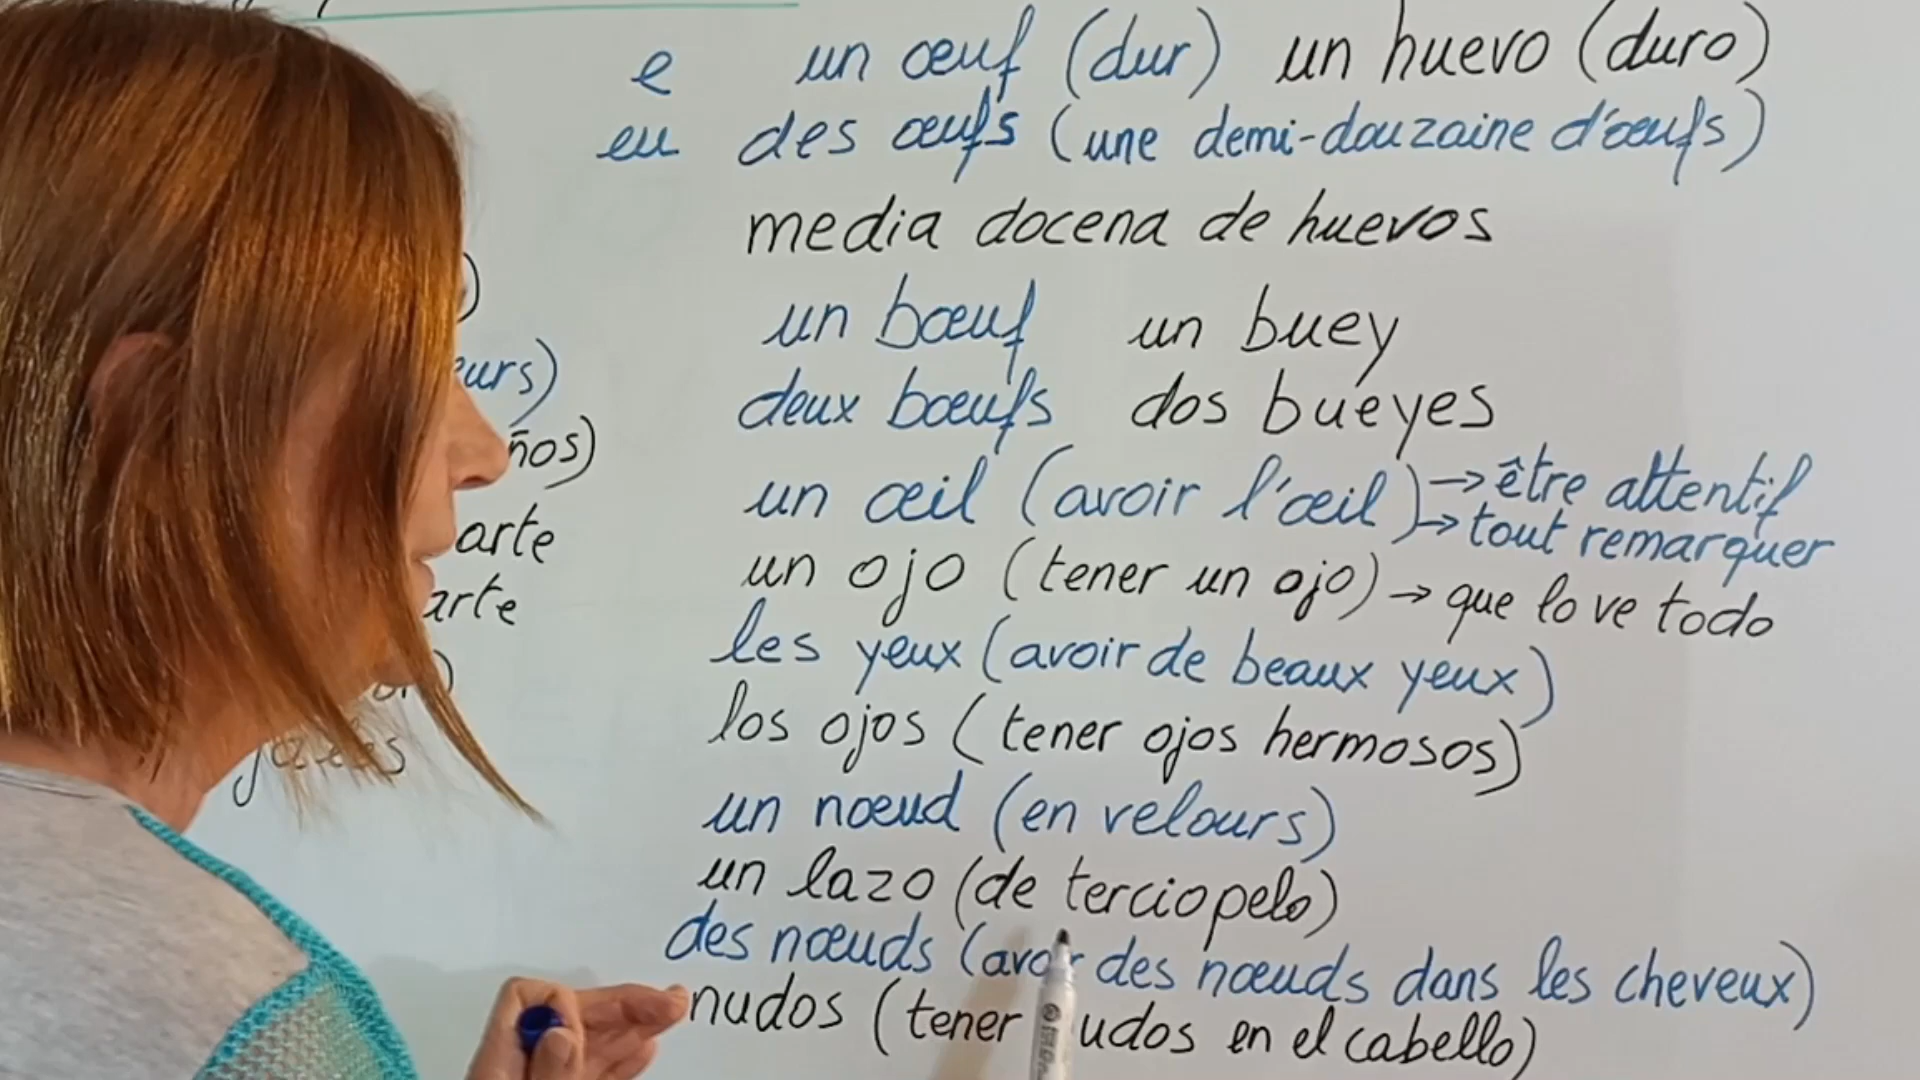 e un œuf (dur) un huevo (duro)
eu des œufs (une demi-douzaine d'œufs)
media docena de huevos
un bœuf un buey
deux bœufs dos bueyes
un œil (avoir l'œil) → être attentif
→ tout remarquer
un ojo (tener un ojo) → que lo ve todo
les yeux (avoir de beaux yeux)
los ojos (tener ojos hermosos)
un nœud (en velours)
un lazo (de terciopelo)
des nœuds (avoir des nœuds dans les cheveux)
nudos (tener udos en el cabello)
)
eurs)
ños)
arte
arte